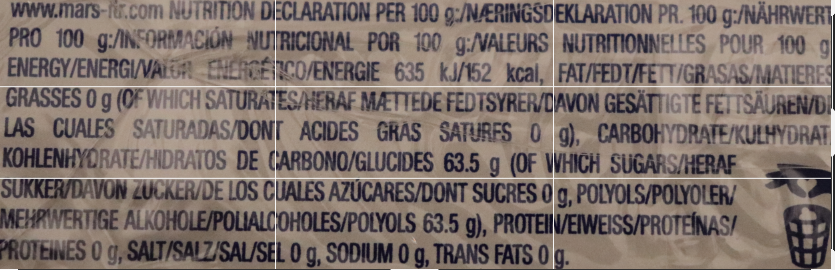 www.mars-fir.com NUTRITION DECLARATION PER 100 g:/NÆRINGSDEKLARATION PR. 100 g:/NÄHRWERT
PRO 100 g:/INFORMACIÓN NUTRICIONAL POR 100 g:/VALEURS NUTRITIONNELLES POUR 100 g
ENERGY/ENERGI/VALOR ENERGÉTICO/ENERGIE 635 kJ/152 kcal, FAT/FEDT/FETT/GRASAS/MATIERES
GRASSES 0 g (OF WHICH SATURATES/HERAF MÆTTEDE FEDTSYRER/DAVON GESÄTTIGTE FETTSÄUREN/DE
LAS CUALES SATURADAS/DONT ACIDES GRAS SATURES 0 g), CARBOHYDRATE/KULHYDRAT
KOHLENHYDRATE/HIDRATOS DE CARBONO/GLUCIDES 63.5 g (OF WHICH SUGARS/HERAF
SUKKER/DAVON ZUCKER/DE LOS CUALES AZÚCARES/DONT SUCRES 0 g, POLYOLS/POLYOLER/
MEHRWERTIGE ALKOHOLE/POLIALCOHOLES/POLYOLS 63.5 g), PROTEIN/EIWEISS/PROTEÍNAS/
PROTEINES 0 g, SALT/SALZ/SAL/SEL 0 g, SODIUM 0 g, TRANS FATS 0 g.